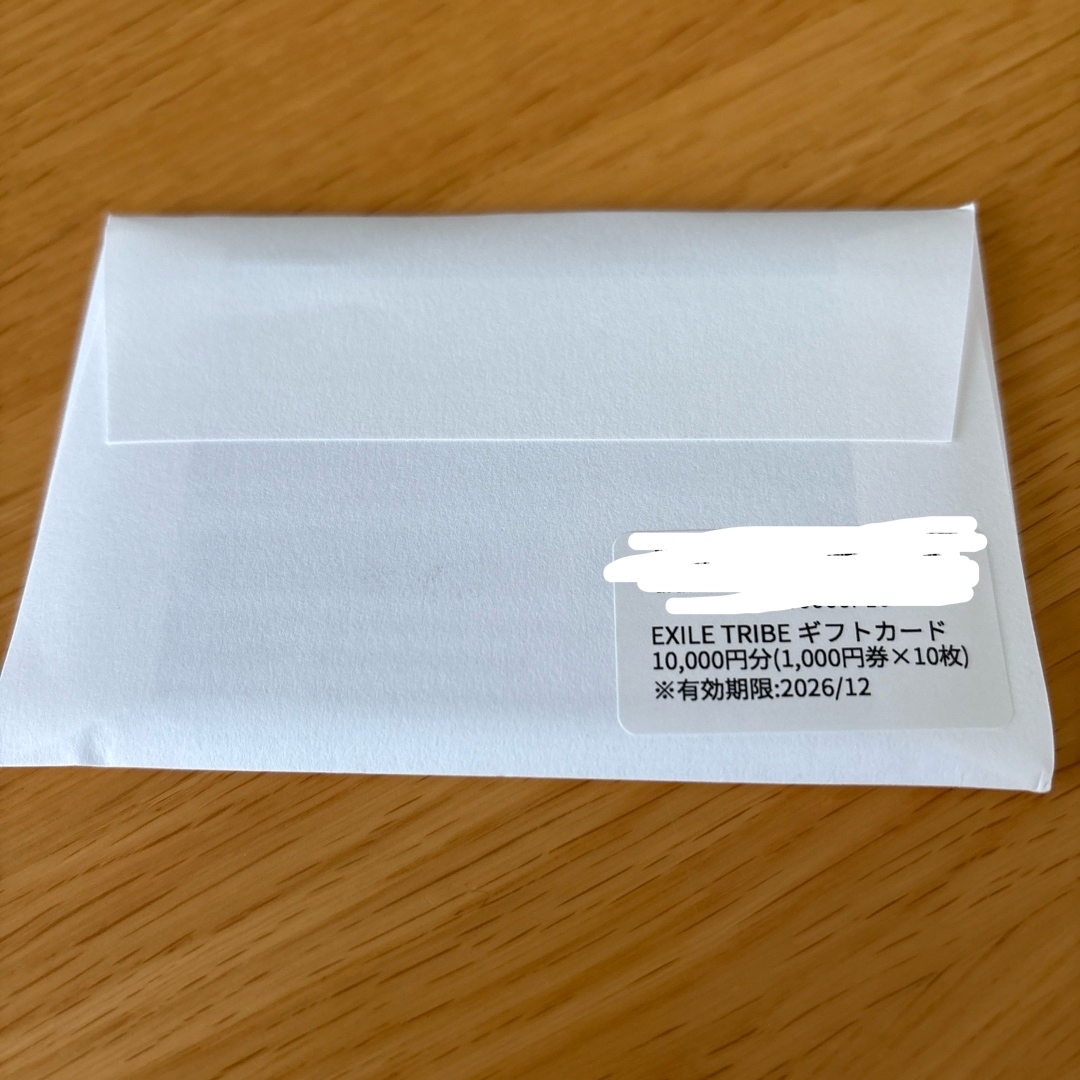 EXILE TRIBE ギフトカード
10,000円分(1,000円券×10枚)
※有効期限:2026/12